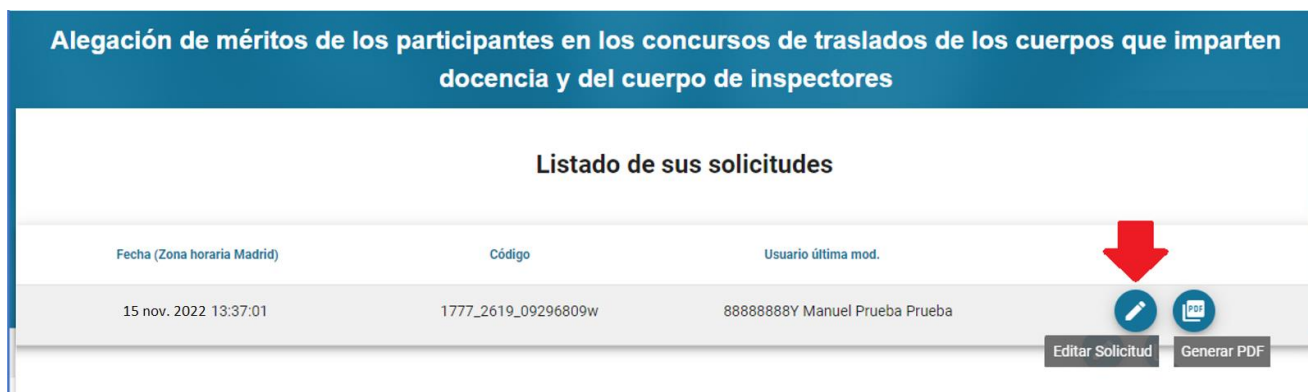 Alegación de méritos de los participantes en los concursos de traslados de los cuerpos que imparten
docencia y del cuerpo de inspectores
Listado de sus solicitudes
Fecha (Zona horaria Madrid) Código Usuario última mod.
15 nov. 2022 13:37:01 1777_2619_09296809w 88888888Y Manuel Prueba Prueba PDF
Editar Solicitud Generar PDF